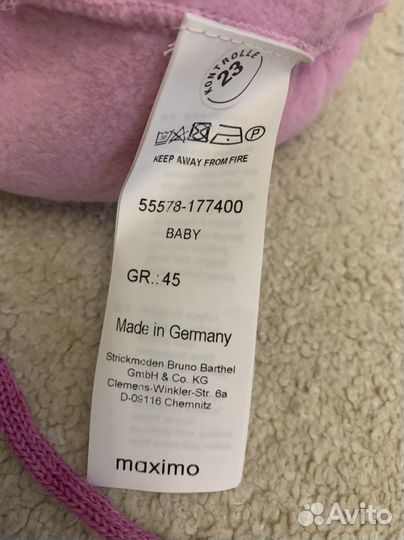 KONTROLLE
23
30
P
KEEP AWAY FROM FIRE
55578-177400
BABY
GR.: 45
Made in Germany
Strickmoden Bruno Barthel
GmbH & Co. KG
Clemens-Winkler-Str. 6a
D-09116 Chemnitz
maximo
Avito